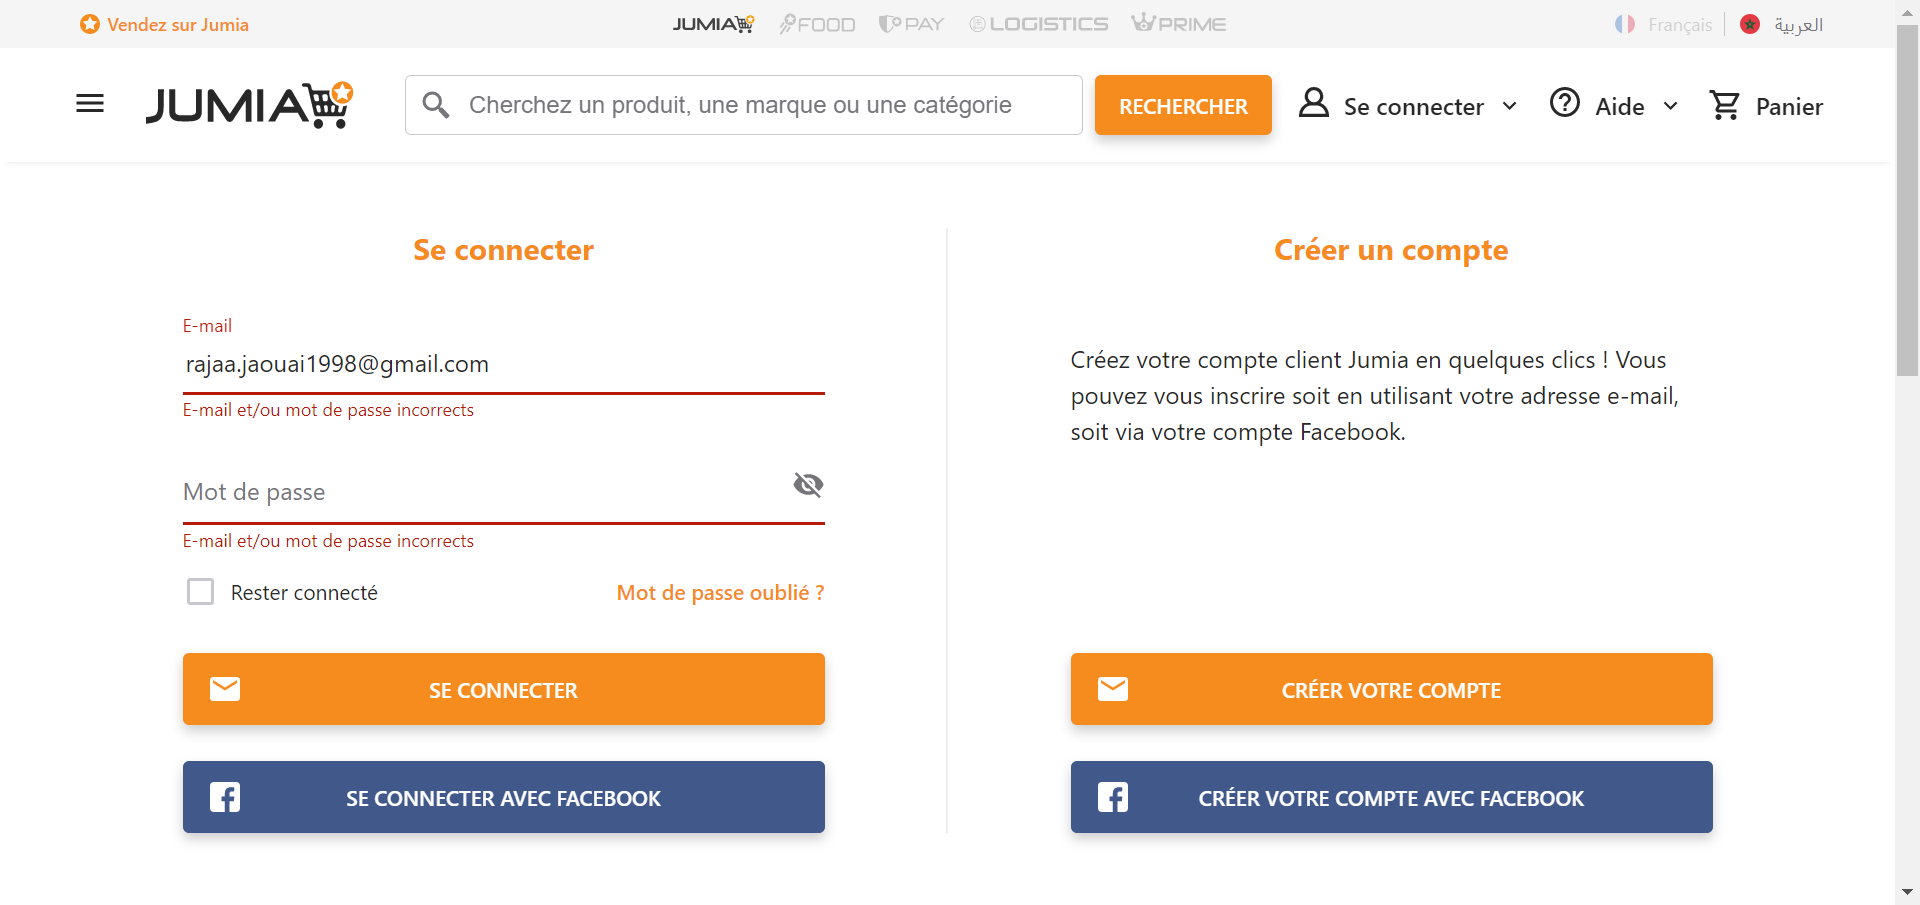 Vendez sur Jumia
JUMIA
FOOD
PAY
LOGISTICS
PRIME
Français
العربية
JUMIA
Cherchez un produit, une marque ou une catégorie
RECHERCHER
Se connecter
Aide
Panier
Se connecter
E-mail
rajaa.jaouai1998@gmail.com
E-mail et/ou mot de passe incorrects
Mot de passe
E-mail et/ou mot de passe incorrects
Rester connecté
Mot de passe oublié ?
SE CONNECTER
SE CONNECTER AVEC FACEBOOK
Créer un compte
Créez votre compte client Jumia en quelques clics ! Vous
pouvez vous inscrire soit en utilisant votre adresse e-mail,
soit via votre compte Facebook.
CRÉER VOTRE COMPTE
CRÉER VOTRE COMPTE AVEC FACEBOOK